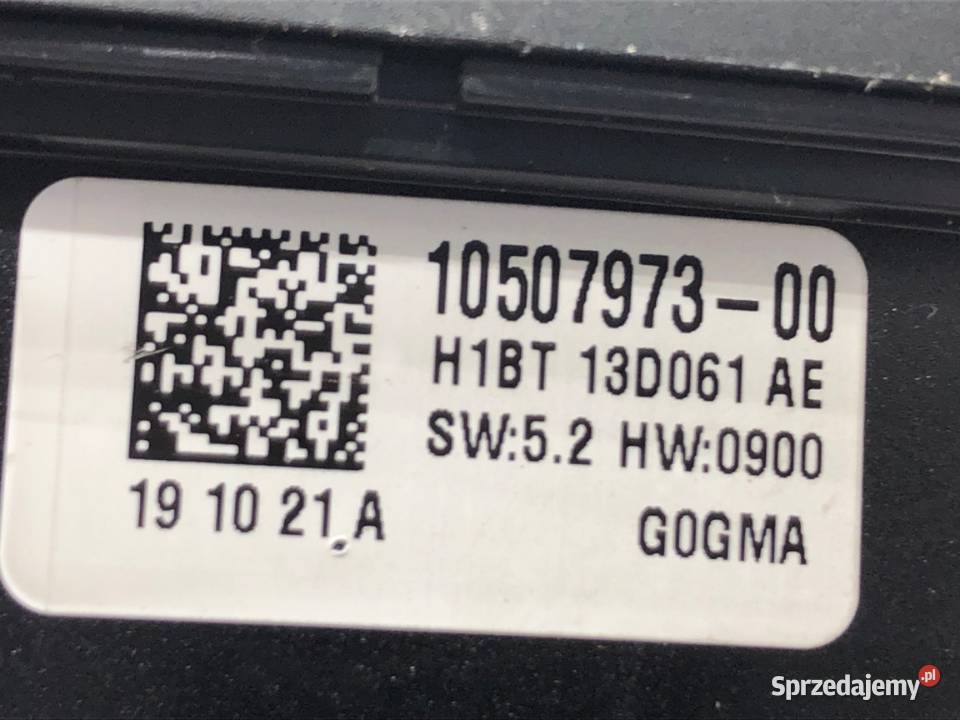 10507973-00
H1BT 13D061 AE
SW:5.2 HW:0900
19 10 21 A
G0GMA
Sprzedajemy.pl